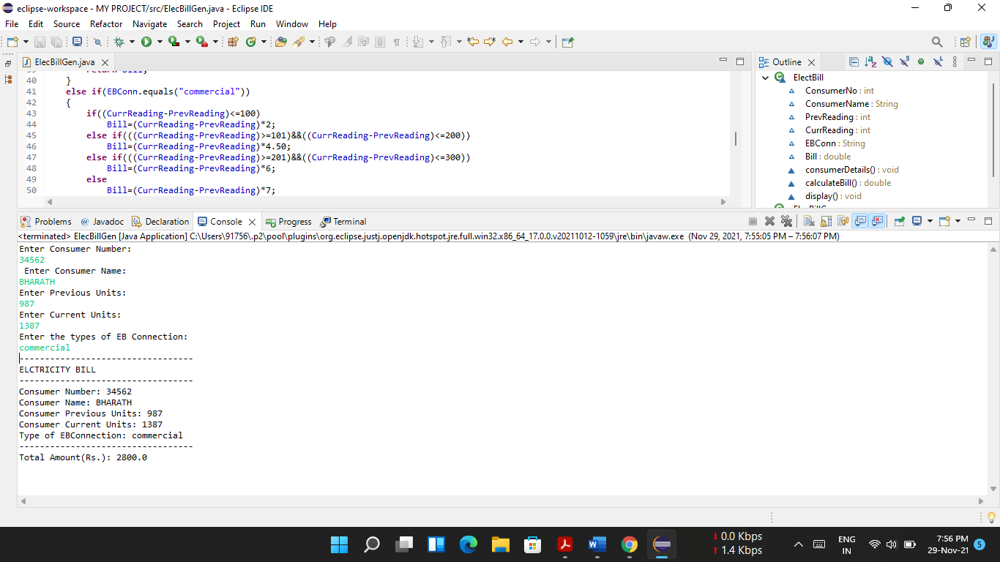 eclipse-workspace - MY PROJECT/src/ElecBillGen.java - Eclipse IDE
File Edit Source Refactor Navigate Search Project Run Window Help
ElecBillGen.java
40 }
41 else if(EBConn.equals("commercial"))
42 {
43 if((CurrReading-PrevReading)<=100)
44 Bill=(CurrReading-PrevReading)*2;
45 else if(((CurrReading-PrevReading)>=101)&&((CurrReading-PrevReading)<=200))
46 Bill=(CurrReading-PrevReading)*4.50;
47 else if(((CurrReading-PrevReading)>=201)&&((CurrReading-PrevReading)<=300))
48 Bill=(CurrReading-PrevReading)*6;
49 else
50 Bill=(CurrReading-PrevReading)*7;
Outline
ElectBill
ConsumerNo : int
ConsumerName : String
PrevReading : int
CurrReading : int
EBConn : String
Bill : double
consumerDetails() : void
calculateBill() : double
display() : void
Problems @ Javadoc Declaration Console Progress Terminal
<terminated> ElecBillGen [Java Application] C:\Users\91756\.p2\pool\plugins\org.eclipse.justj.openjdk.hotspot.jre.full.win32.x86_64_17.0.0.v20211012-1059\jre\bin\javaw.exe (Nov 29, 2021, 7:55:05 PM – 7:56:07 PM)
Enter Consumer Number:
34562
Enter Consumer Name:
BHARATH
Enter Previous Units:
987
Enter Current Units:
1387
Enter the types of EB Connection:
commercial
----------------------------------
ELCTRICITY BILL
----------------------------------
Consumer Number: 34562
Consumer Name: BHARATH
Consumer Previous Units: 987
Consumer Current Units: 1387
Type of EBConnection: commercial
----------------------------------
Total Amount(Rs.): 2800.0
0.0 Kbps
1.4 Kbps
ENG
IN
7:56 PM
29-Nov-21
5